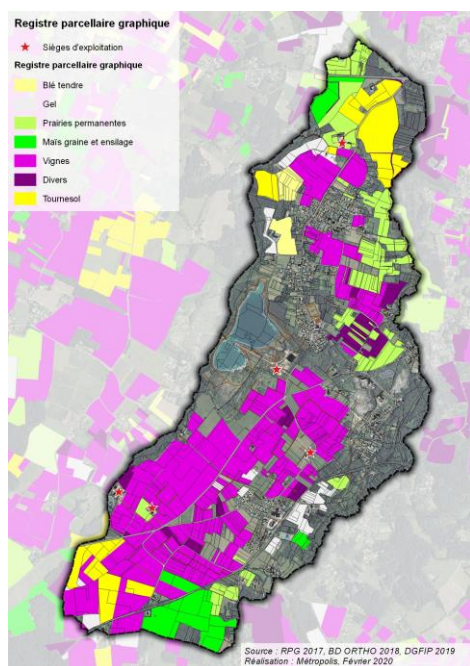 Registre parcellaire graphique
Sièges d'exploitation
Registre parcellaire graphique
Blé tendre
Gel
Prairies permanentes
Maïs graine et ensilage
Vignes
Divers
Tournesol
Source : RPG 2017, BD ORTHO 2018, DGFIP 2019
Réalisation : Métropolis, Février 2020